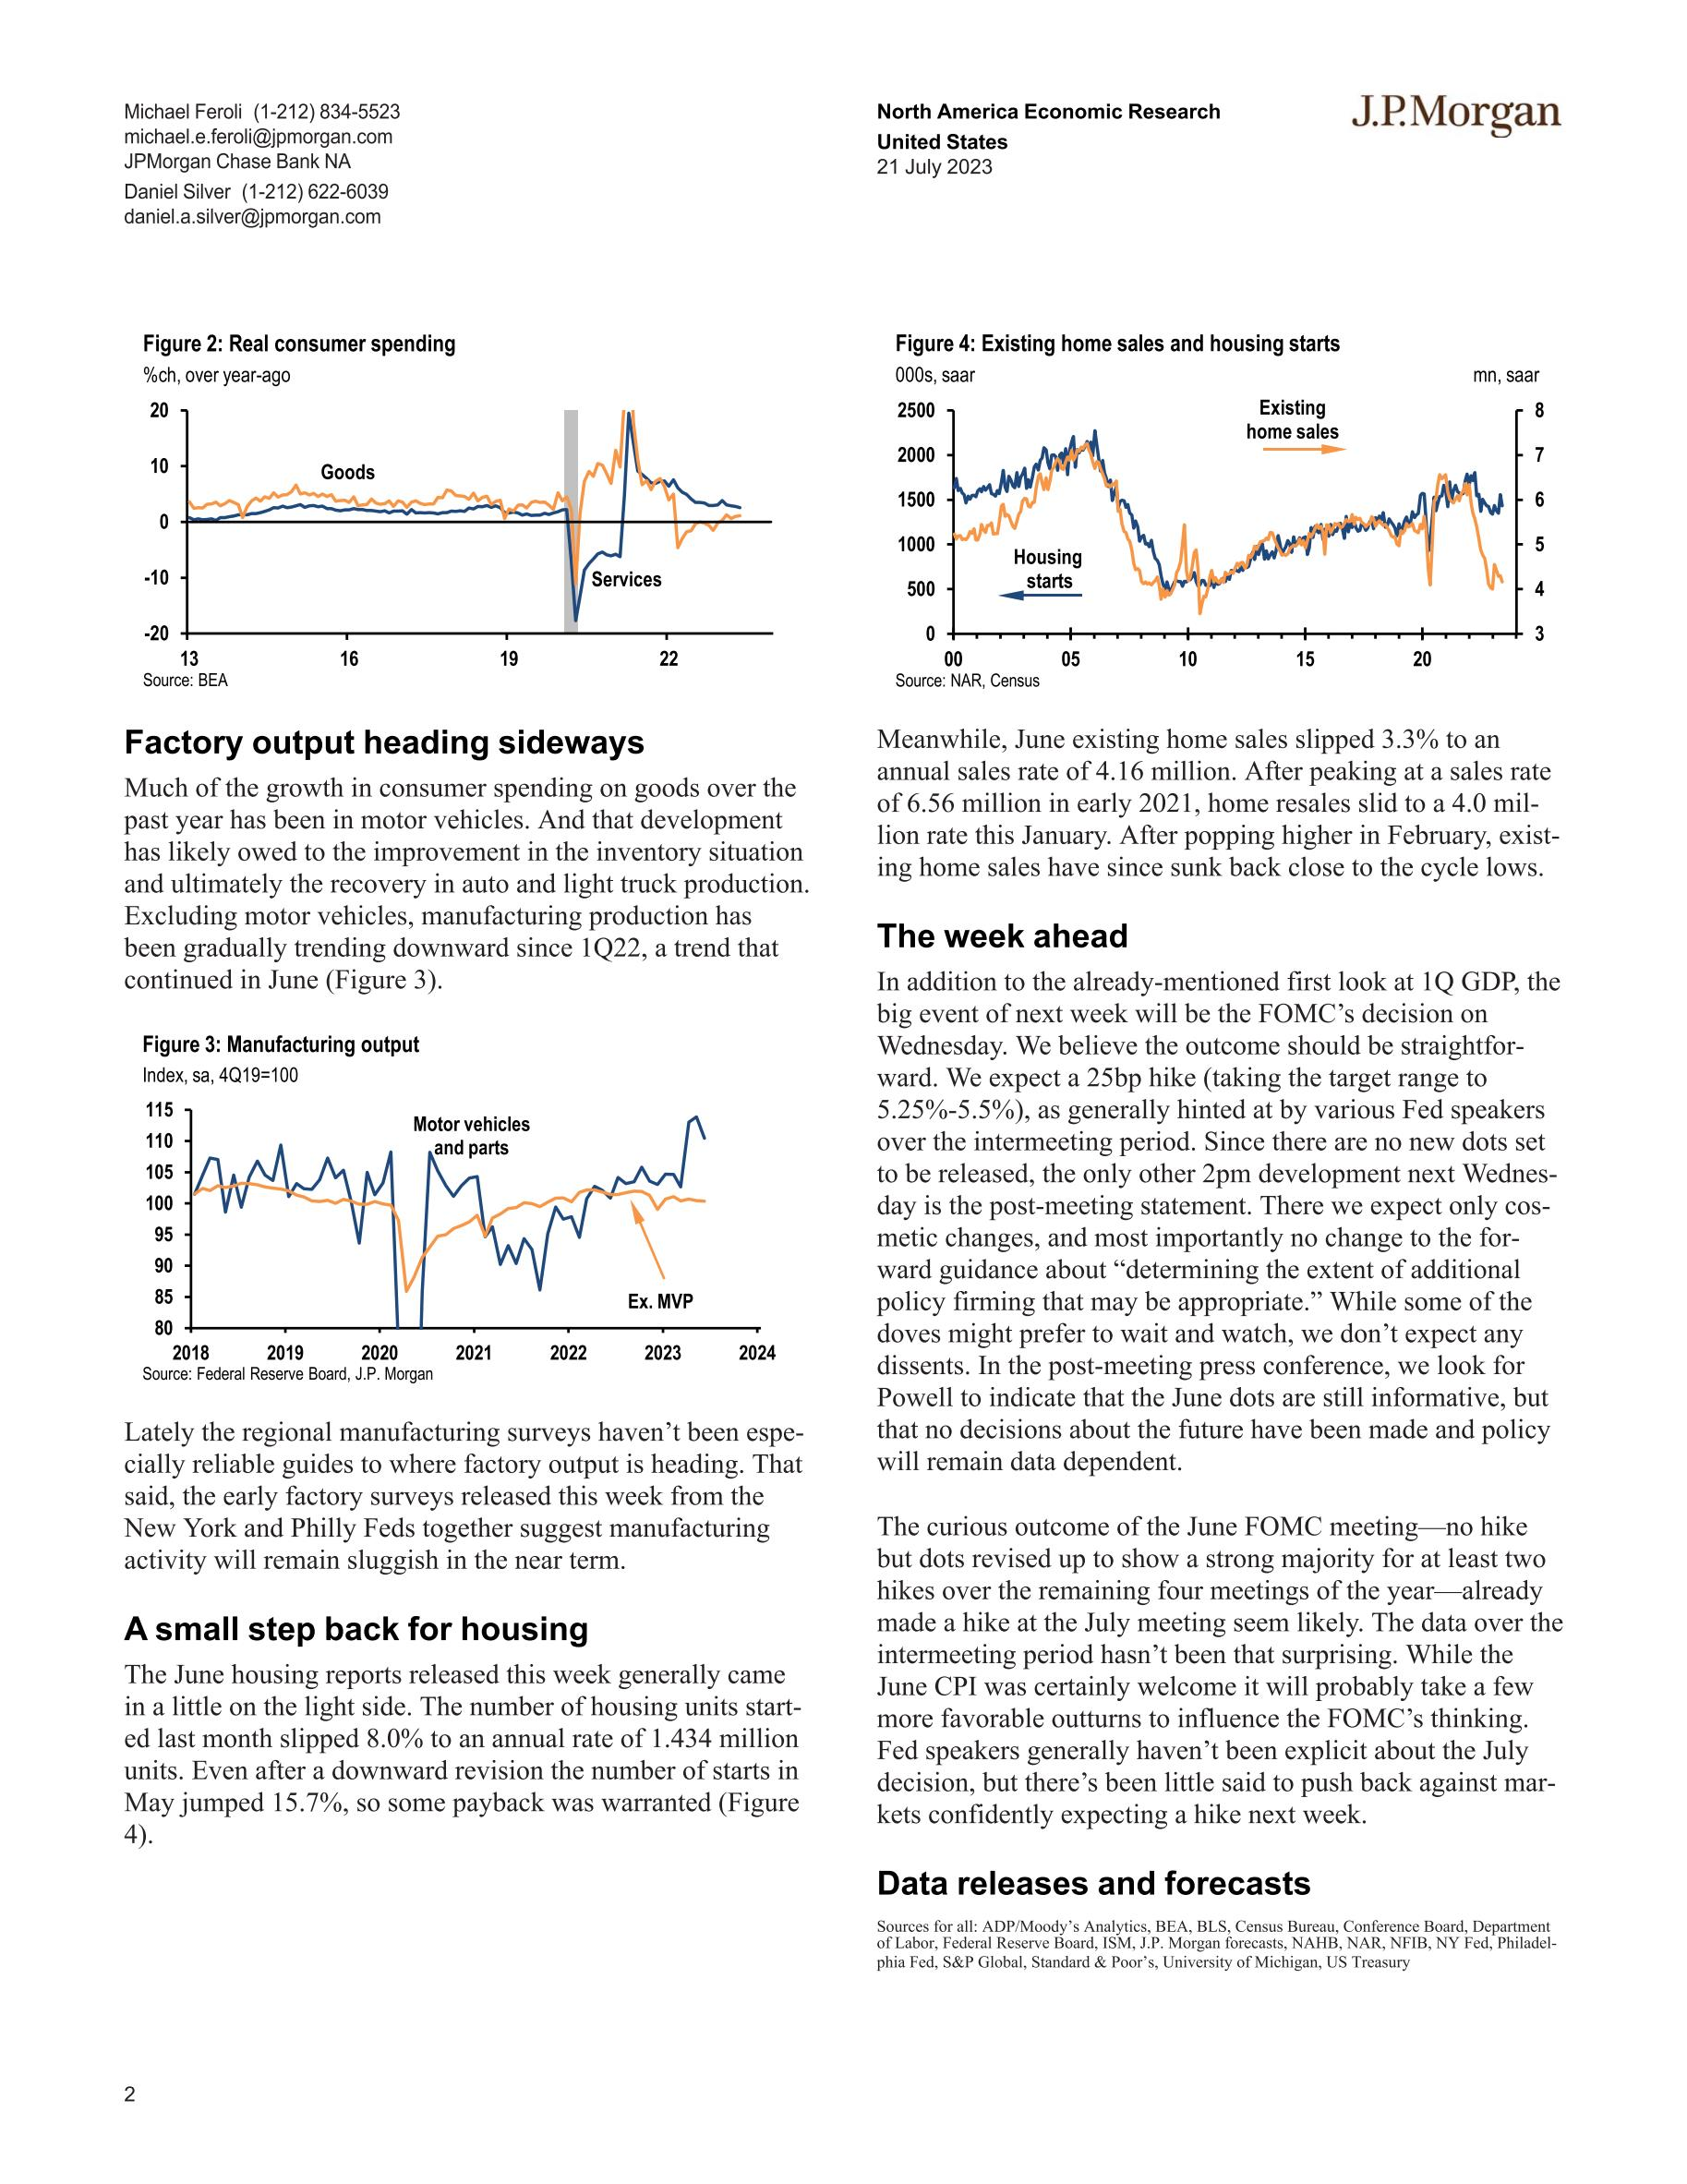 Michael Feroli (1-212) 834-5523
michael.e.feroli@jpmorgan.com
JPMorgan Chase Bank NA
Daniel Silver (1-212) 622-6039
daniel.a.silver@jpmorgan.com
North America Economic Research
United States
21 July 2023
J.P.Morgan
Figure 2: Real consumer spending
%ch, over year-ago
20
10
0
-10
-20
Goods
Services
13 16 19 22
Source: BEA
Factory output heading sideways
Much of the growth in consumer spending on goods over the
past year has been in motor vehicles. And that development
has likely owed to the improvement in the inventory situation
and ultimately the recovery in auto and light truck production.
Excluding motor vehicles, manufacturing production has
been gradually trending downward since 1Q22, a trend that
continued in June (Figure 3).
Figure 3: Manufacturing output
Index, sa, 4Q19=100
115
110
105
100
95
90
85
80
Motor vehicles
and parts
Ex. MVP
2018 2019 2020 2021 2022 2023 2024
Source: Federal Reserve Board, J.P. Morgan
Lately the regional manufacturing surveys haven’t been espe-
cially reliable guides to where factory output is heading. That
said, the early factory surveys released this week from the
New York and Philly Feds together suggest manufacturing
activity will remain sluggish in the near term.
A small step back for housing
The June housing reports released this week generally came
in a little on the light side. The number of housing units start-
ed last month slipped 8.0% to an annual rate of 1.434 million
units. Even after a downward revision the number of starts in
May jumped 15.7%, so some payback was warranted (Figure
4).
Figure 4: Existing home sales and housing starts
000s, saar mn, saar
2500
2000
1500
1000
500
0
Existing
home sales
Housing
starts
8
7
6
5
4
3
00 05 10 15 20
Source: NAR, Census
Meanwhile, June existing home sales slipped 3.3% to an
annual sales rate of 4.16 million. After peaking at a sales rate
of 6.56 million in early 2021, home resales slid to a 4.0 mil-
lion rate this January. After popping higher in February, exist-
ing home sales have since sunk back close to the cycle lows.
The week ahead
In addition to the already-mentioned first look at 1Q GDP, the
big event of next week will be the FOMC’s decision on
Wednesday. We believe the outcome should be straightfor-
ward. We expect a 25bp hike (taking the target range to
5.25%-5.5%), as generally hinted at by various Fed speakers
over the intermeeting period. Since there are no new dots set
to be released, the only other 2pm development next Wednes-
day is the post-meeting statement. There we expect only cos-
metic changes, and most importantly no change to the for-
ward guidance about “determining the extent of additional
policy firming that may be appropriate.” While some of the
doves might prefer to wait and watch, we don’t expect any
dissents. In the post-meeting press conference, we look for
Powell to indicate that the June dots are still informative, but
that no decisions about the future have been made and policy
will remain data dependent.
The curious outcome of the June FOMC meeting—no hike
but dots revised up to show a strong majority for at least two
hikes over the remaining four meetings of the year—already
made a hike at the July meeting seem likely. The data over the
intermeeting period hasn’t been that surprising. While the
June CPI was certainly welcome it will probably take a few
more favorable outturns to influence the FOMC’s thinking.
Fed speakers generally haven’t been explicit about the July
decision, but there’s been little said to push back against mar-
kets confidently expecting a hike next week.
Data releases and forecasts
Sources for all: ADP/Moody’s Analytics, BEA, BLS, Census Bureau, Conference Board, Department
of Labor, Federal Reserve Board, ISM, J.P. Morgan forecasts, NAHB, NAR, NFIB, NY Fed, Philadel-
phia Fed, S&P Global, Standard & Poor’s, University of Michigan, US Treasury
2